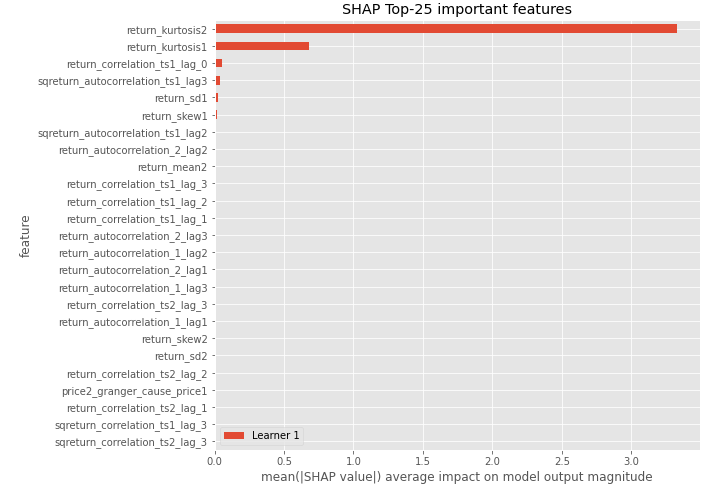 SHAP Top-25 important features
return_kurtosis2
return_kurtosis1
return_correlation_ts1_lag_0
sqreturn_autocorrelation_ts1_lag3
return_sd1
return_skew1
sqreturn_autocorrelation_ts1_lag2
return_autocorrelation_2_lag2
return_mean2
return_correlation_ts1_lag_3
return_correlation_ts1_lag_2
return_correlation_ts1_lag_1
return_autocorrelation_2_lag3
return_autocorrelation_1_lag2
return_autocorrelation_2_lag1
return_autocorrelation_1_lag3
return_correlation_ts2_lag_3
return_autocorrelation_1_lag1
return_skew2
return_sd2
return_correlation_ts2_lag_2
price2_granger_cause_price1
return_correlation_ts2_lag_1
sqreturn_correlation_ts1_lag_3
sqreturn_correlation_ts2_lag_3
feature
Learner 1
0.0 0.5 1.0 1.5 2.0 2.5 3.0
mean(|SHAP value|) average impact on model output magnitude